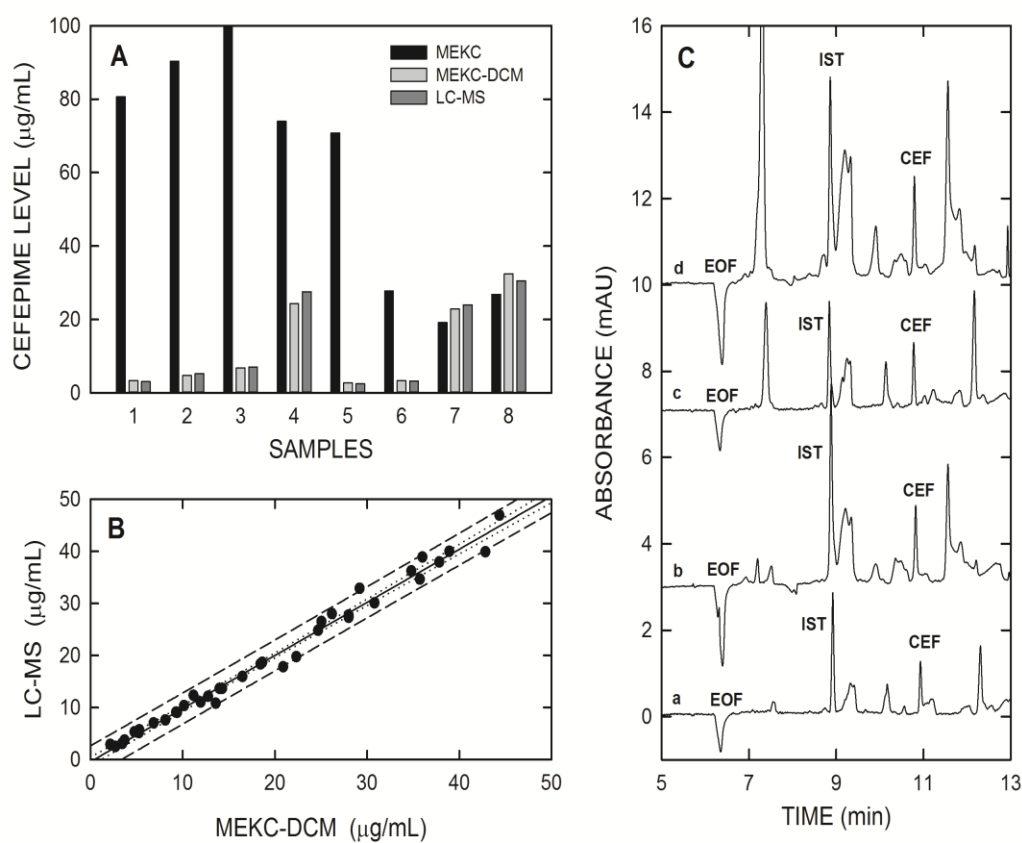 A
CEFEPIME LEVEL (μg/mL)
100
80
60
40
20
0
MEKC
MEKC-DCM
LC-MS
1 2 3 4 5 6 7 8
SAMPLES
B
LC-MS (μg/mL)
50
40
30
20
10
0
0 10 20 30 40 50
MEKC-DCM (μg/mL)
C
ABSORBANCE (mAU)
16
14
12
10
8
6
4
2
0
IST
CEF
d EOF
IST
CEF
c EOF
IST
CEF
b EOF
IST
CEF
a EOF
5 7 9 11 13
TIME (min)